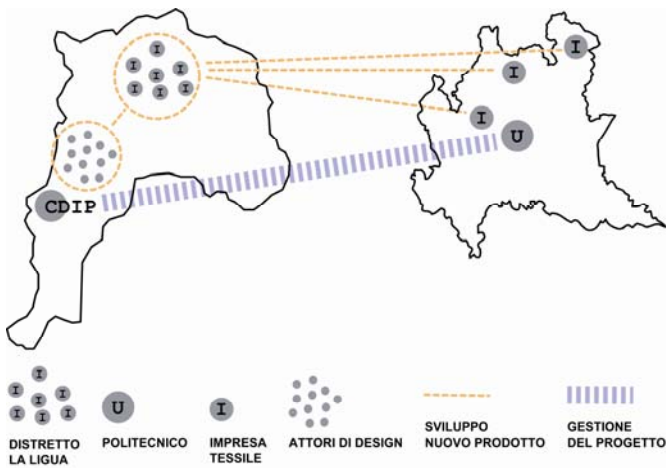 I
I
I
I
I
I
I
I
I
I
U
CDIP
I
I
I
I
I
I
I
U
I
DISTRETTO
LA LIGUA
POLITECNICO
IMPRESA
TESSILE
ATTORI DI DESIGN
SVILUPPO
NUOVO PRODOTTO
GESTIONE
DEL PROGETTO